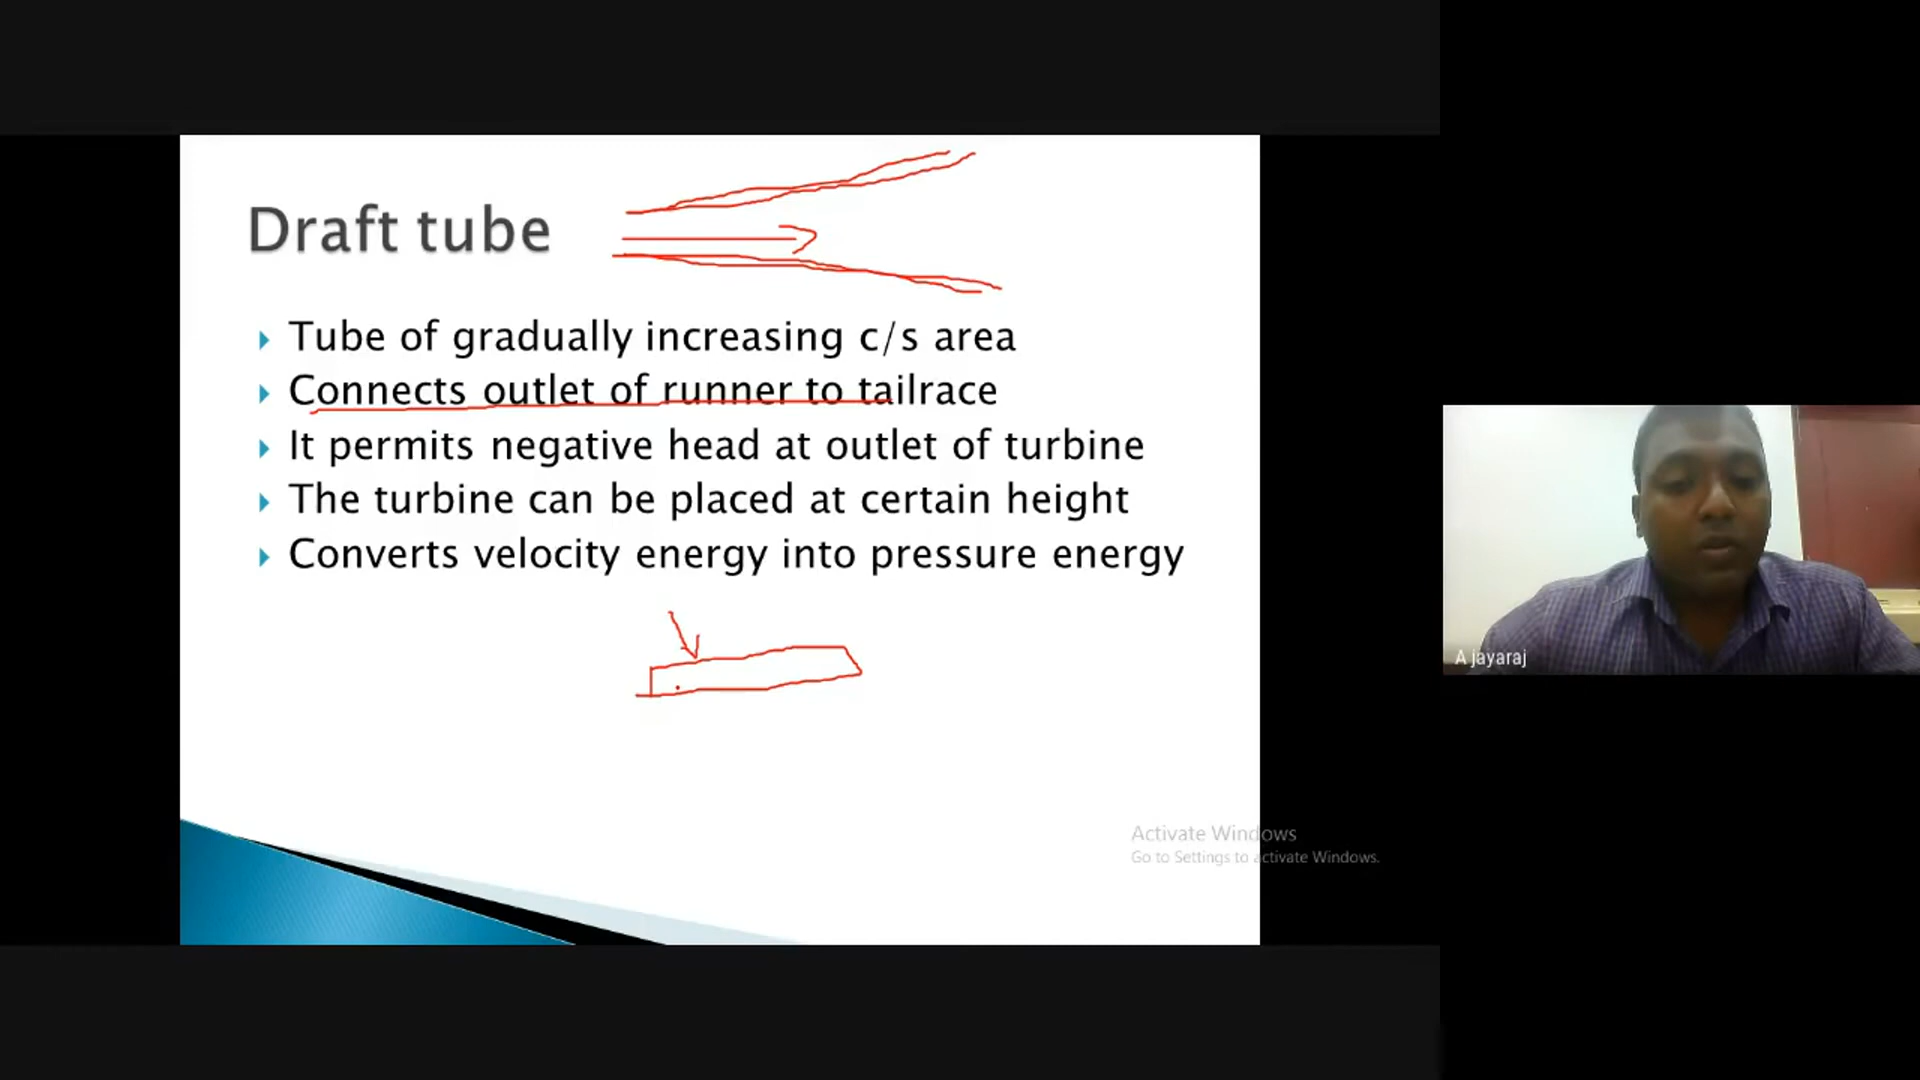 Draft tube
Tube of gradually increasing c/s area
Connects outlet of runner to tailrace
It permits negative head at outlet of turbine
The turbine can be placed at certain height
Converts velocity energy into pressure energy
A jayaraj
Activate Windows
Go to Settings to activate Windows.